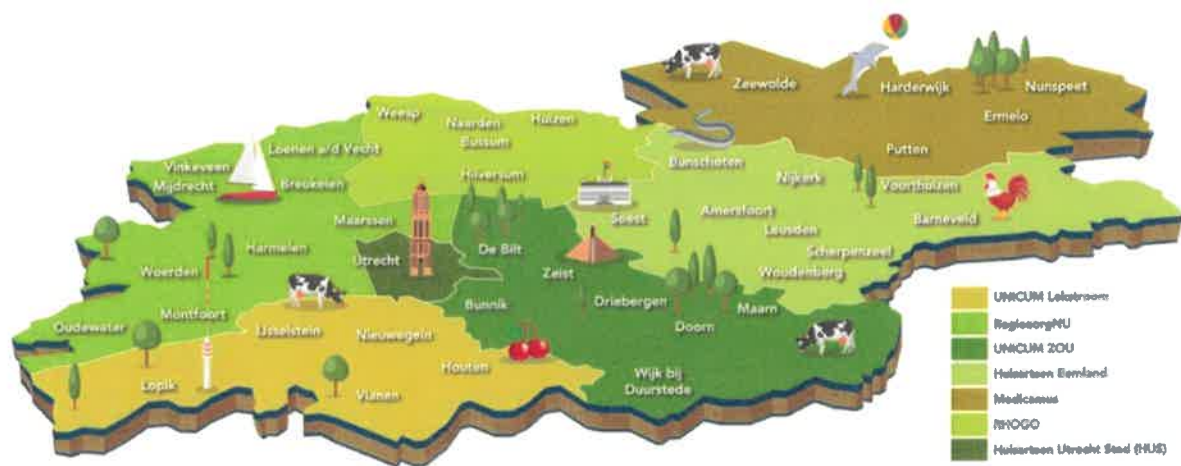 Zeewolde
Harderwijk
Nunspeet
Ermelo
Putten
Weesp
Naarden
Huizen
Bussum
Loenen a/d Vecht
Vinkeveen
Mijdrecht
Breukelen
Hilversum
Bunschoten
Nijkerk
Voorthuizen
Maarssen
Soest
Amersfoort
Barneveld
Leusden
De Bilt
Harmelen
Scherpenzeel
Utrecht
Zeist
Woudenberg
Woerden
Bunnik
Driebergen
Maarn
Montfoort
Doorn
Oudewater
IJsselstein
Nieuwegein
Houten
Wijk bij
Duurstede
Lopik
Vianen
UNICUM Lekstroom
RegiozorgNU
UNICUM ZOU
Huisartsen Eemland
Medicamus
RHOGO
Huisartsen Utrecht Stad (HUS)